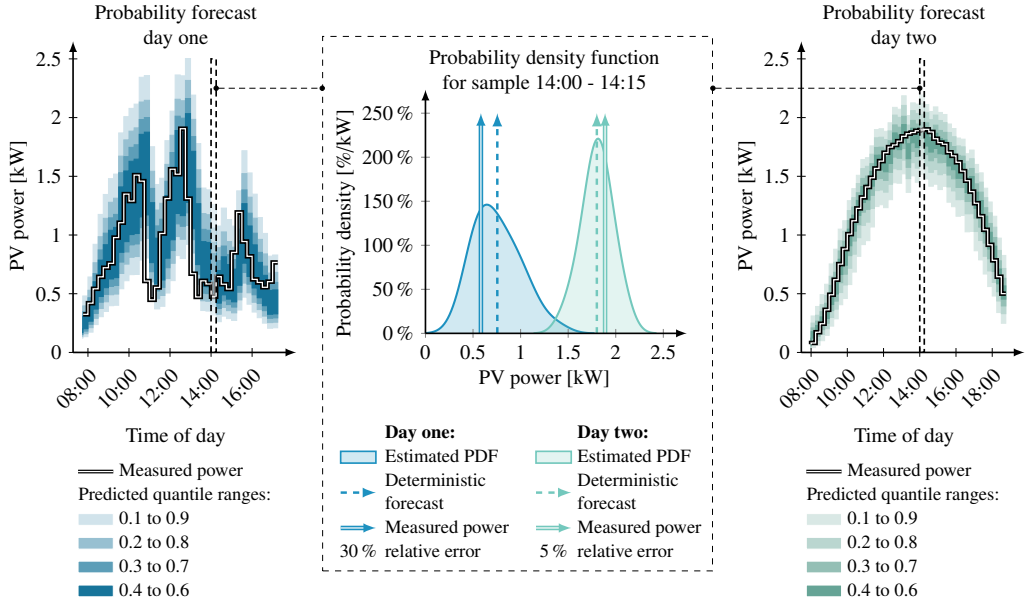 Probability forecast
day one
PV power [kW]
2.5
2
1.5
1
0.5
0
08:00
10:00
12:00
14:00
16:00
Time of day
Measured power
Predicted quantile ranges:
0.1 to 0.9
0.2 to 0.8
0.3 to 0.7
0.4 to 0.6
Probability density function
for sample 14:00 - 14:15
Probability density [%/kW]
250 %
200 %
150 %
100 %
50 %
0 %
0
0.5
1
1.5
2
2.5
PV power [kW]
Day one:
Estimated PDF
Deterministic
forecast
Measured power
30 % relative error
Day two:
Estimated PDF
Deterministic
forecast
Measured power
5 % relative error
Probability forecast
day two
PV power [kW]
2.5
2
1.5
1
0.5
0
08:00
10:00
12:00
14:00
16:00
18:00
Time of day
Measured power
Predicted quantile ranges:
0.1 to 0.9
0.2 to 0.8
0.3 to 0.7
0.4 to 0.6